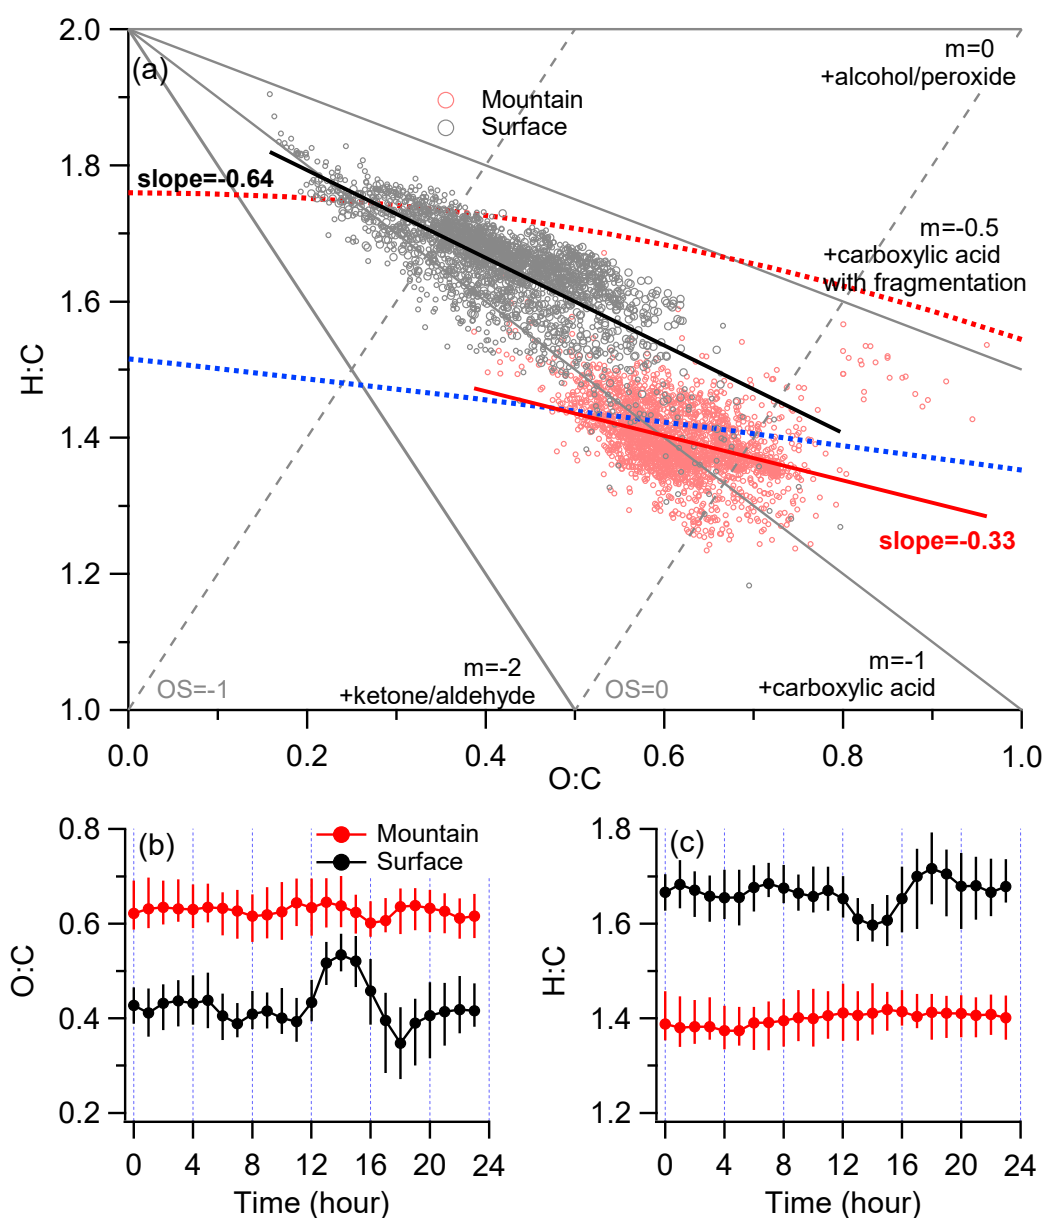 2.0
(a)
m=0
+alcohol/peroxide
Mountain
Surface
1.8
slope=-0.64
m=-0.5
+carboxylic acid
with fragmentation
1.6
H:C
1.4
slope=-0.33
1.2
m=-2
+ketone/aldehyde
m=-1
+carboxylic acid
OS=-1
OS=0
1.0
0.0 0.2 0.4 0.6 0.8 1.0
O:C
0.8
(b)
Mountain
Surface
0.6
O:C
0.4
0.2
0 4 8 12 16 20 24
Time (hour)
1.8
(c)
1.6
H:C
1.4
1.2
0 4 8 12 16 20 24
Time (hour)